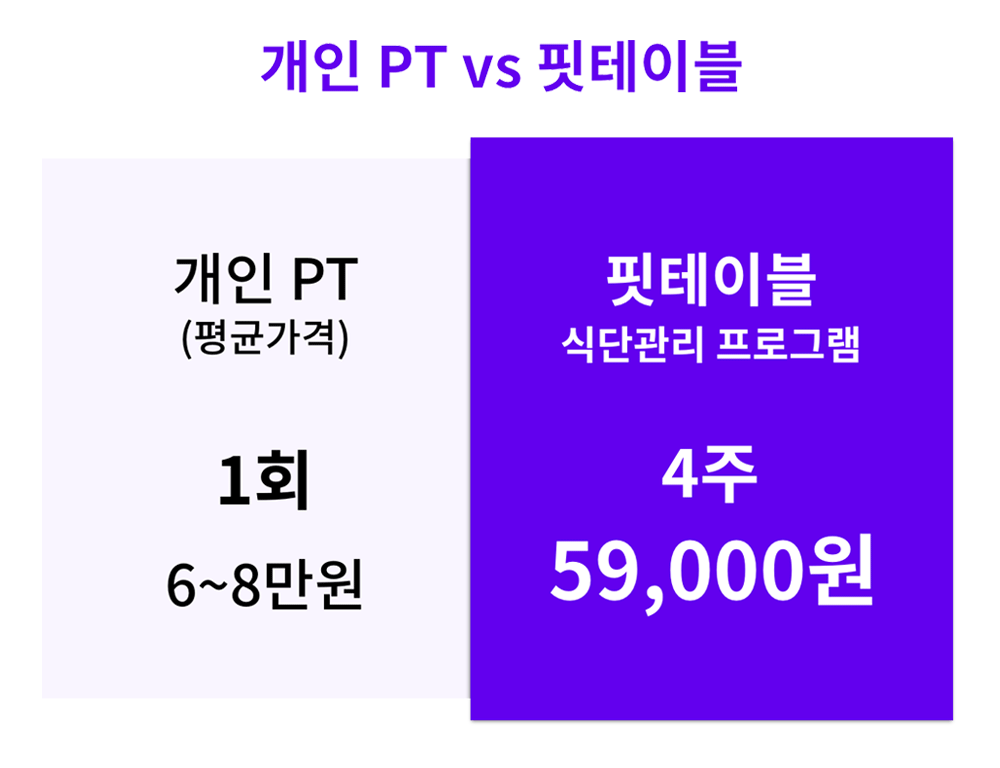 개인 PT vs 핏테이블
개인 PT
(평균가격)
1회
6~8만원
핏테이블
식단관리 프로그램
4주
59,000원